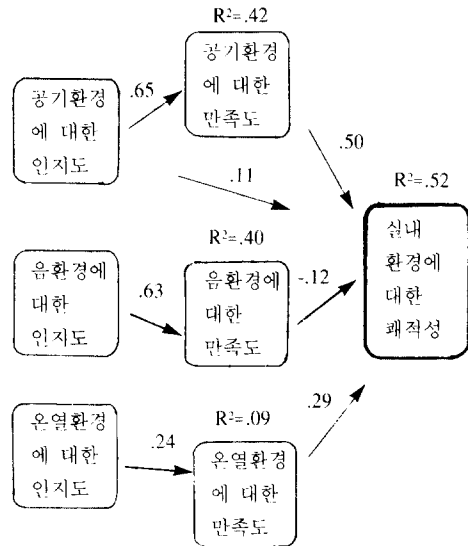 R²=.42
공기환경
에 대한
만족도
공기환경
에 대한
인지도
.65
.50
.11
R²=.52
실내
환경에
대한
쾌적성
R²=.40
음환경에
대한
만족도
음환경에
대한
인지도
.63
-.12
.29
R²=.09
온열환경
에 대한
만족도
온열환경
에 대한
인지도
.24